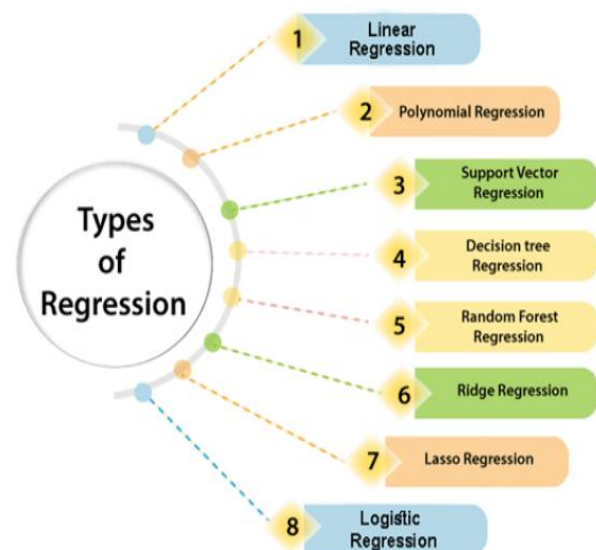 Types
of
Regression
1
Linear
Regression
2
Polynomial Regression
3
Support Vector
Regression
4
Decision tree
Regression
5
Random Forest
Regression
6
Ridge Regression
7
Lasso Regression
8
Logistic
Regression